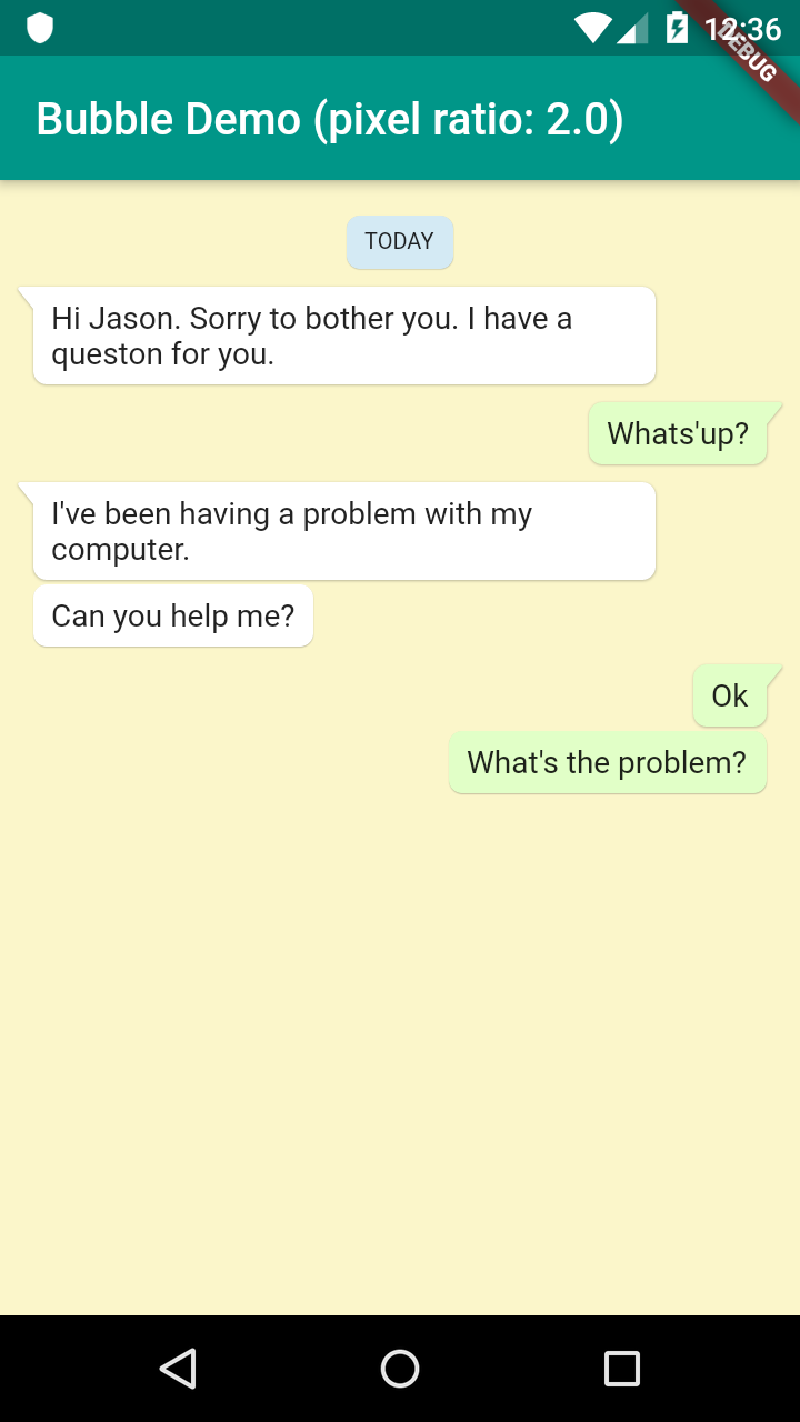 12:36
DEBUG
Bubble Demo (pixel ratio: 2.0)
TODAY
Hi Jason. Sorry to bother you. I have a
queston for you.
Whats'up?
I've been having a problem with my
computer.
Can you help me?
Ok
What's the problem?